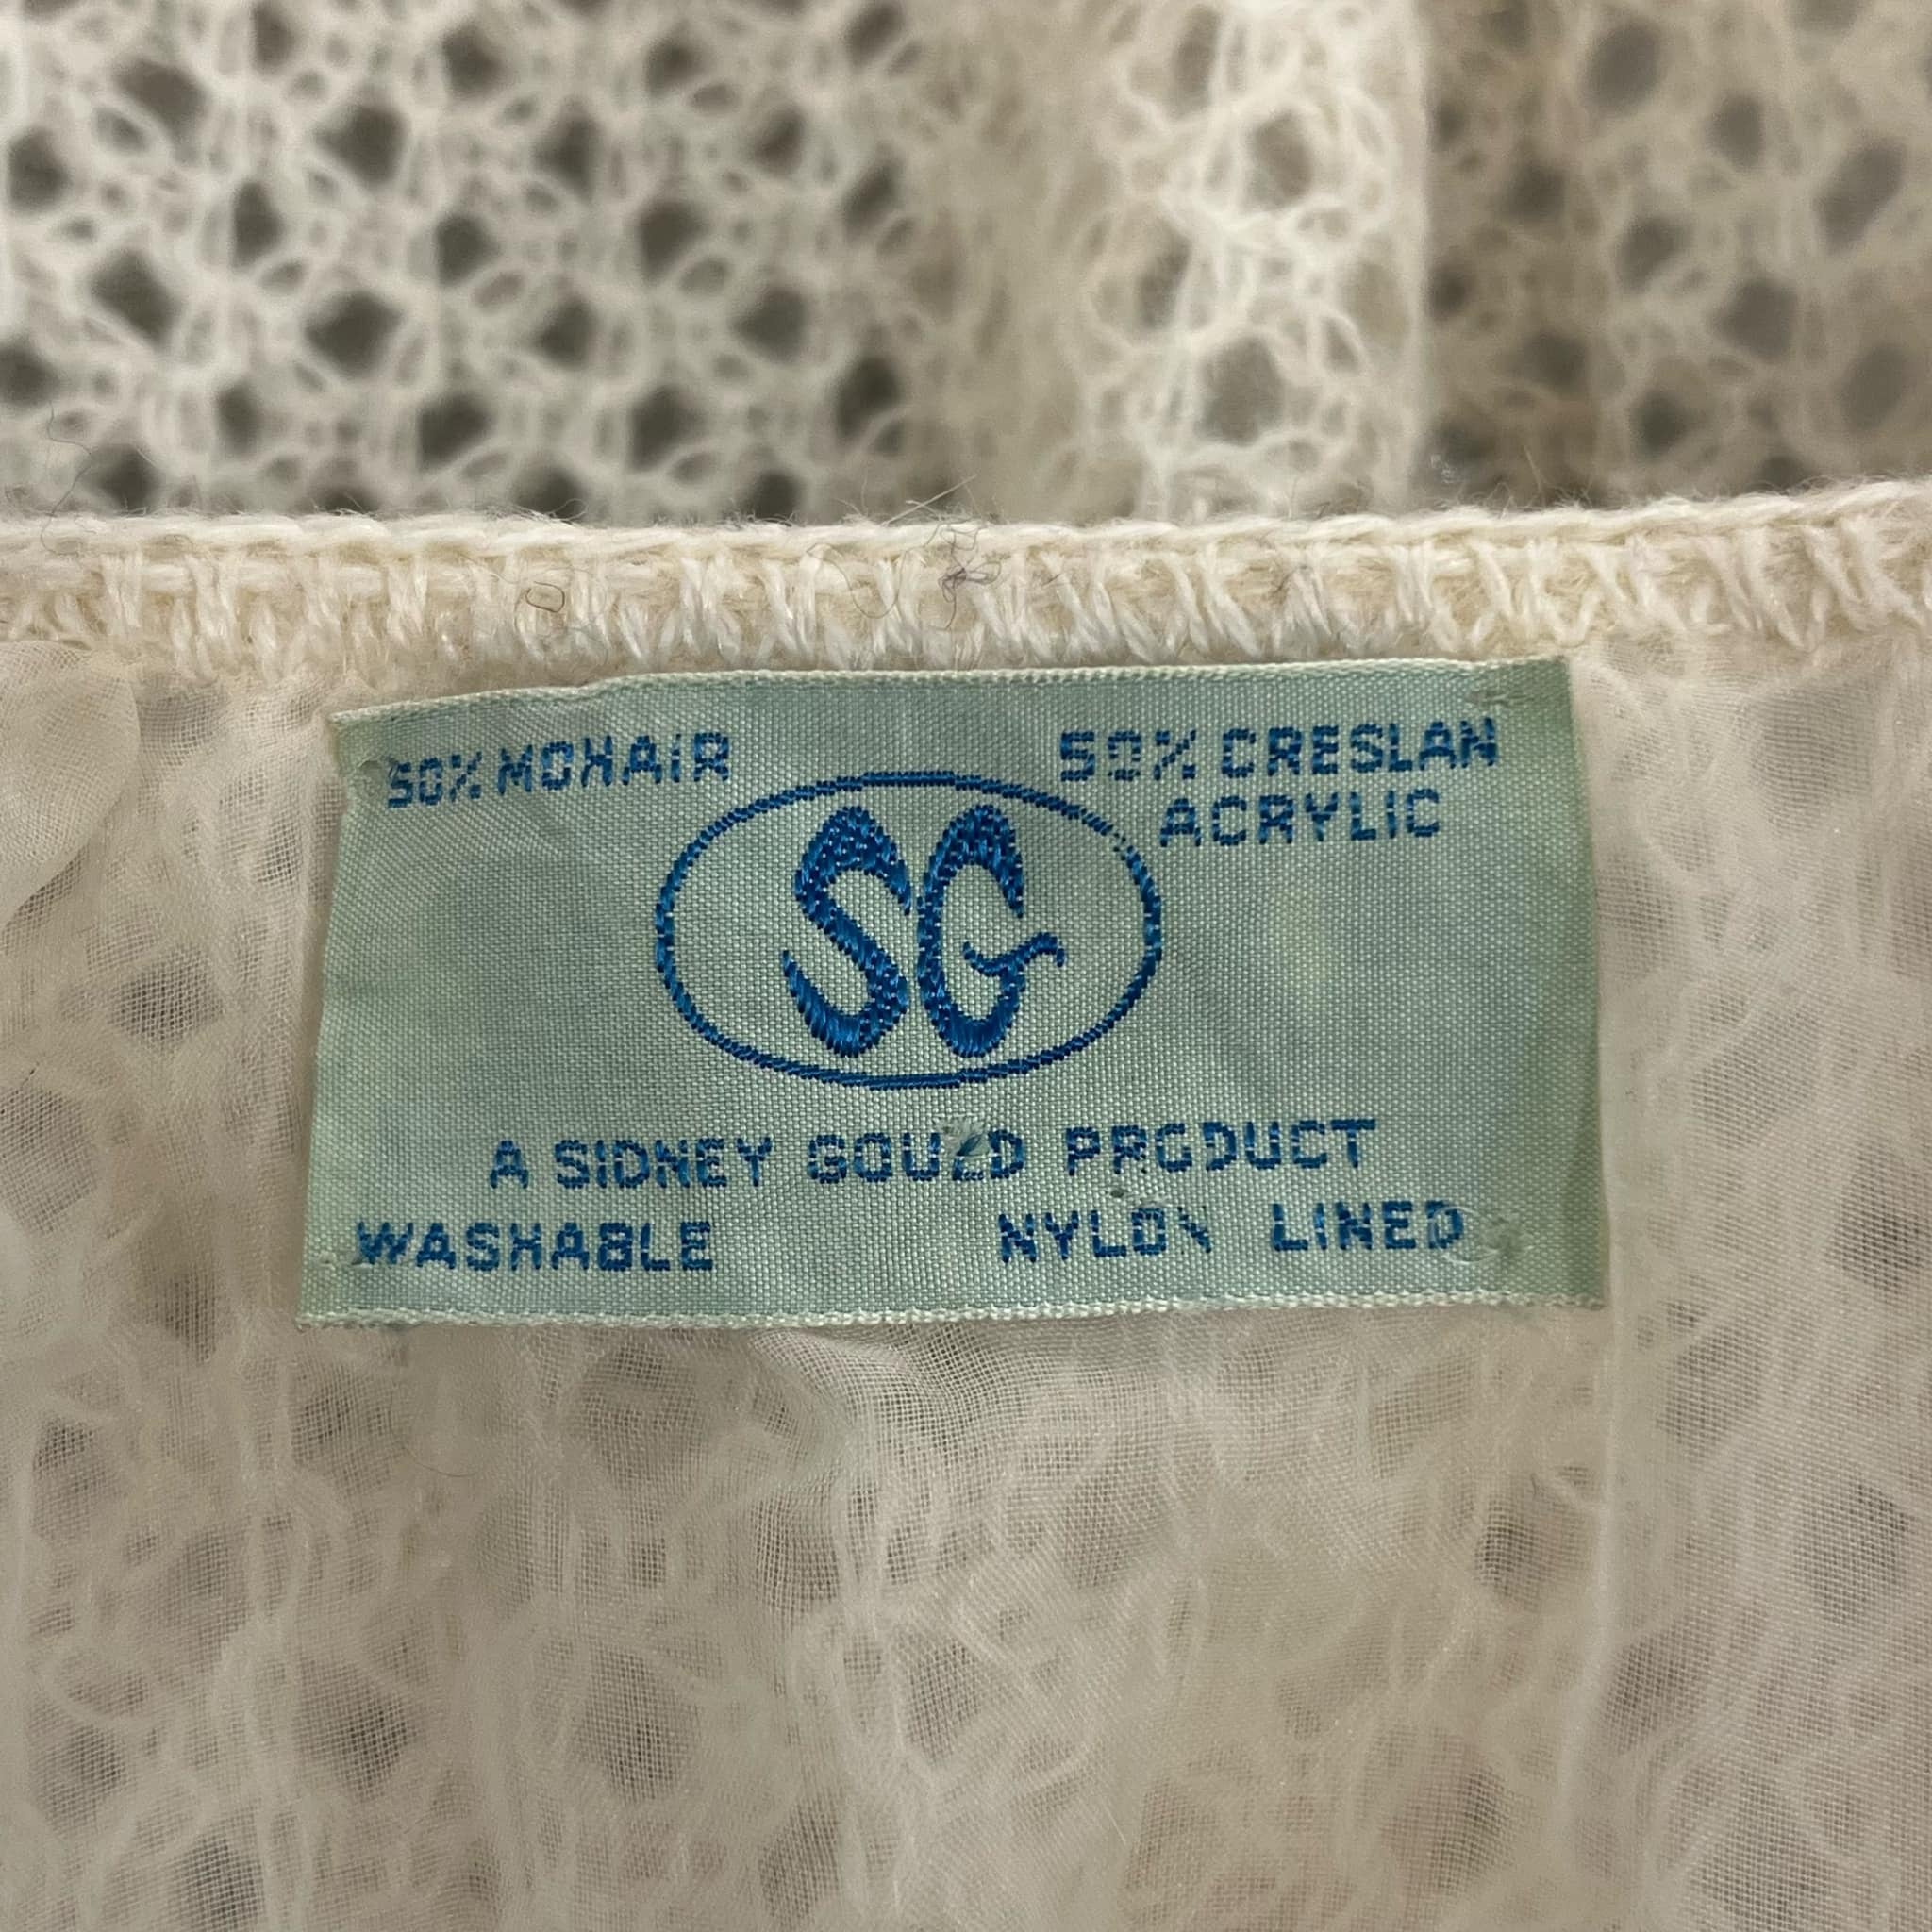 50% MOHAIR
50% CRESLAN
ACRYLIC
SG
A SIDNEY GOULD PRODUCT
WASHABLE
NYLON LINED